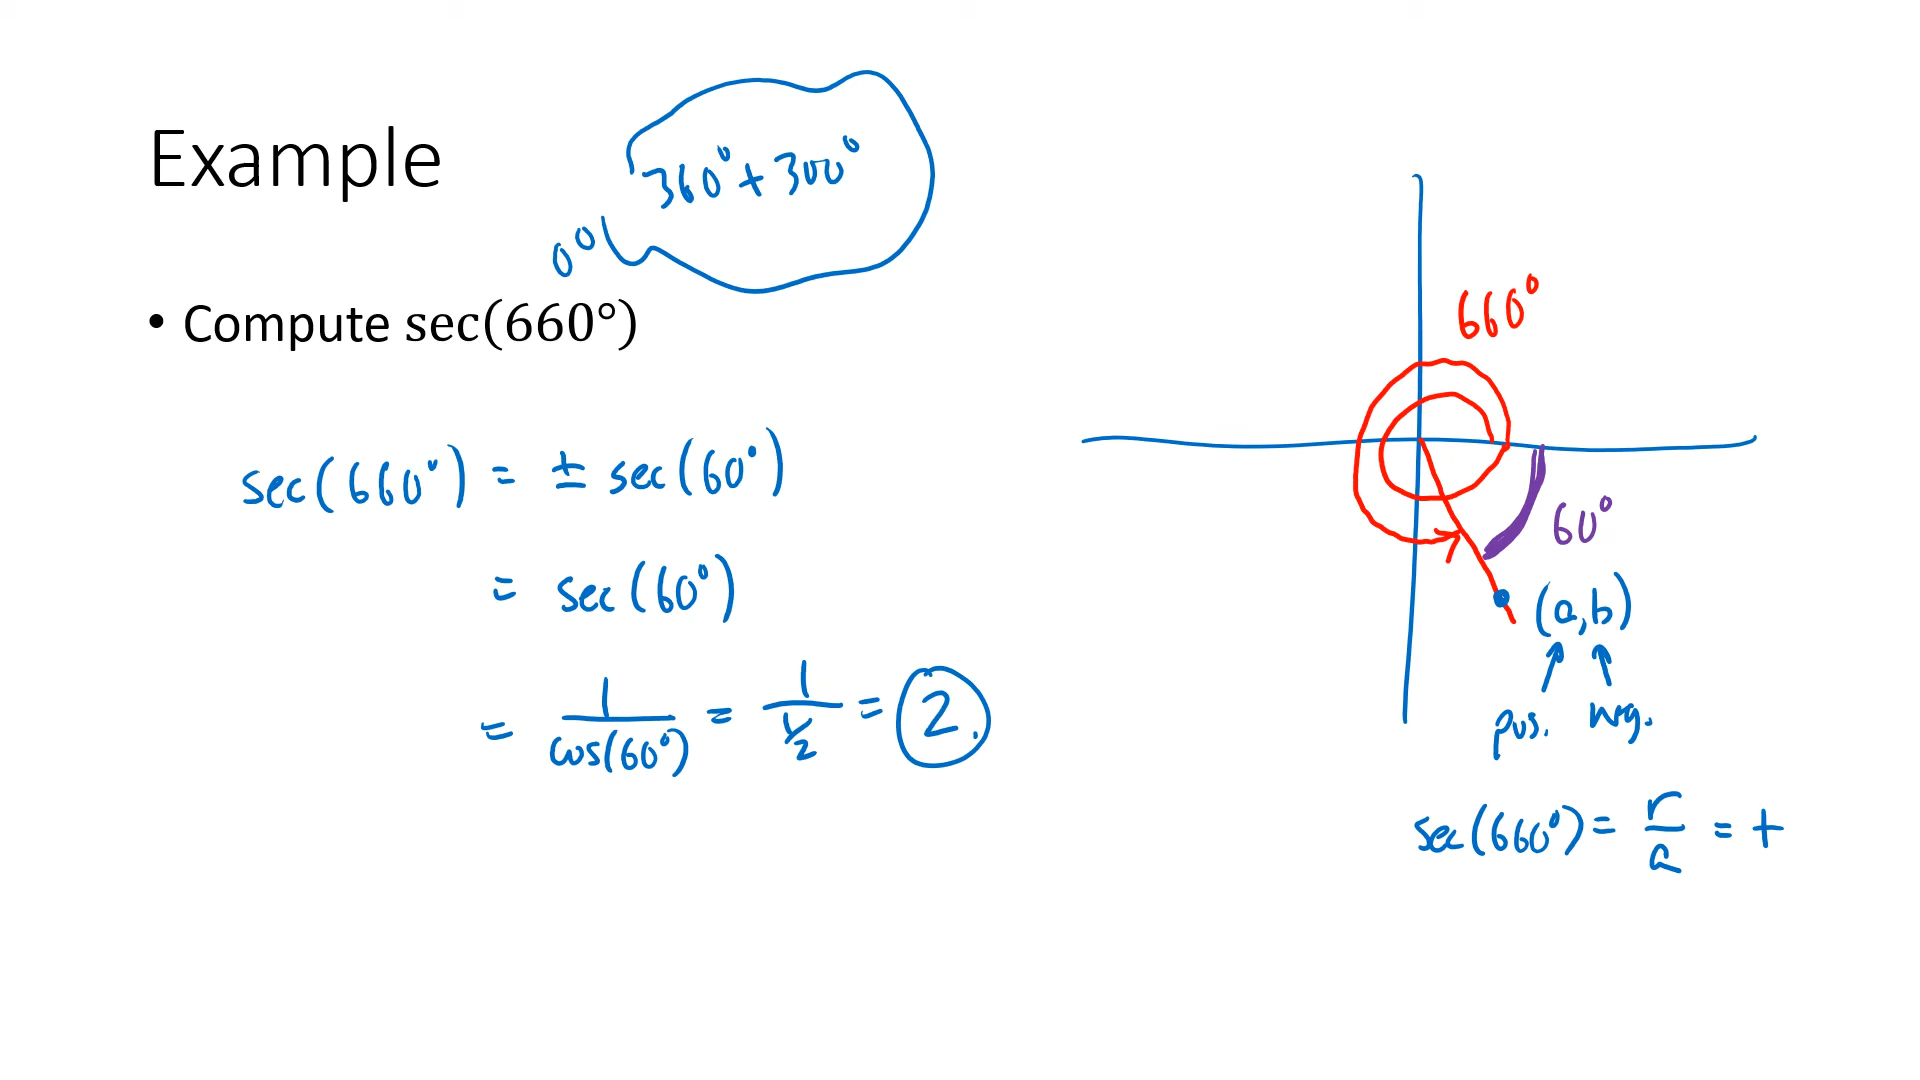 Example
360° + 300°
• Compute sec(660°)
sec(660°) = ± sec(60°)
= sec(60°)
= 1/cos(60°) = 1/(1/2) = 2.
660°
60°
(a,b)
pos. neg.
sec(660°) = r/a = +